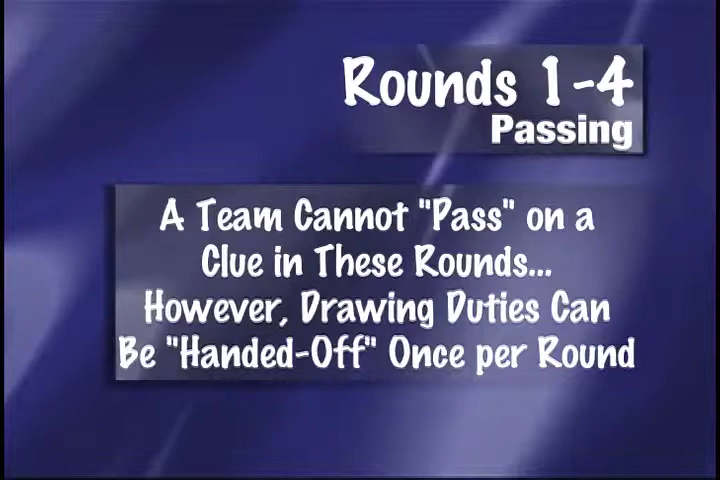 Rounds 1-4
Passing
A Team Cannot "Pass" on a
Clue in These Rounds...
However, Drawing Duties Can
Be "Handed-Off" Once per Round